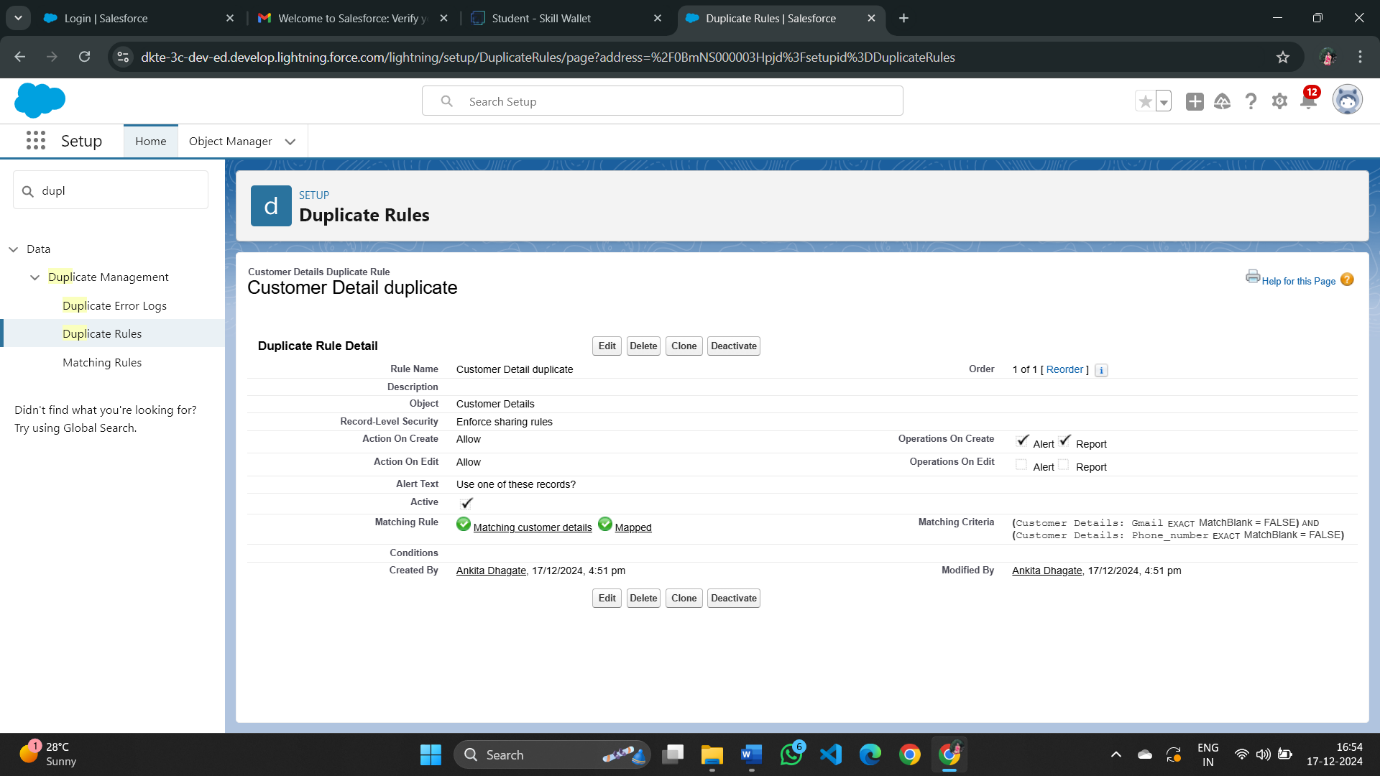 Login | Salesforce
Welcome to Salesforce: Verify y
Student - Skill Wallet
Duplicate Rules | Salesforce
dkte-3c-dev-ed.develop.lightning.force.com/lightning/setup/DuplicateRules/page?address=%2F0BmNS000003Hpjd%3Fsetupid%3DDuplicateRules
Search Setup
12
Setup
Home
Object Manager
dupl
Data
Duplicate Management
Duplicate Error Logs
Duplicate Rules
Matching Rules
Didn't find what you're looking for?
Try using Global Search.
d
SETUP
Duplicate Rules
Customer Details Duplicate Rule
Customer Detail duplicate
Help for this Page ?
Duplicate Rule Detail
Edit Delete Clone Deactivate
Rule Name Customer Detail duplicate Order 1 of 1 [ Reorder ] i
Description
Object Customer Details
Record-Level Security Enforce sharing rules
Action On Create Allow Operations On Create Alert Report
Action On Edit Allow Operations On Edit Alert Report
Alert Text Use one of these records?
Active
Matching Rule Matching customer details Mapped Matching Criteria (Customer Details: Gmail EXACT MatchBlank = FALSE) AND
(Customer Details: Phone_number EXACT MatchBlank = FALSE)
Conditions
Created By Ankita Dhagate, 17/12/2024, 4:51 pm Modified By Ankita Dhagate, 17/12/2024, 4:51 pm
Edit Delete Clone Deactivate
1
28°C
Sunny
Search
6
ENG
IN
16:54
17-12-2024